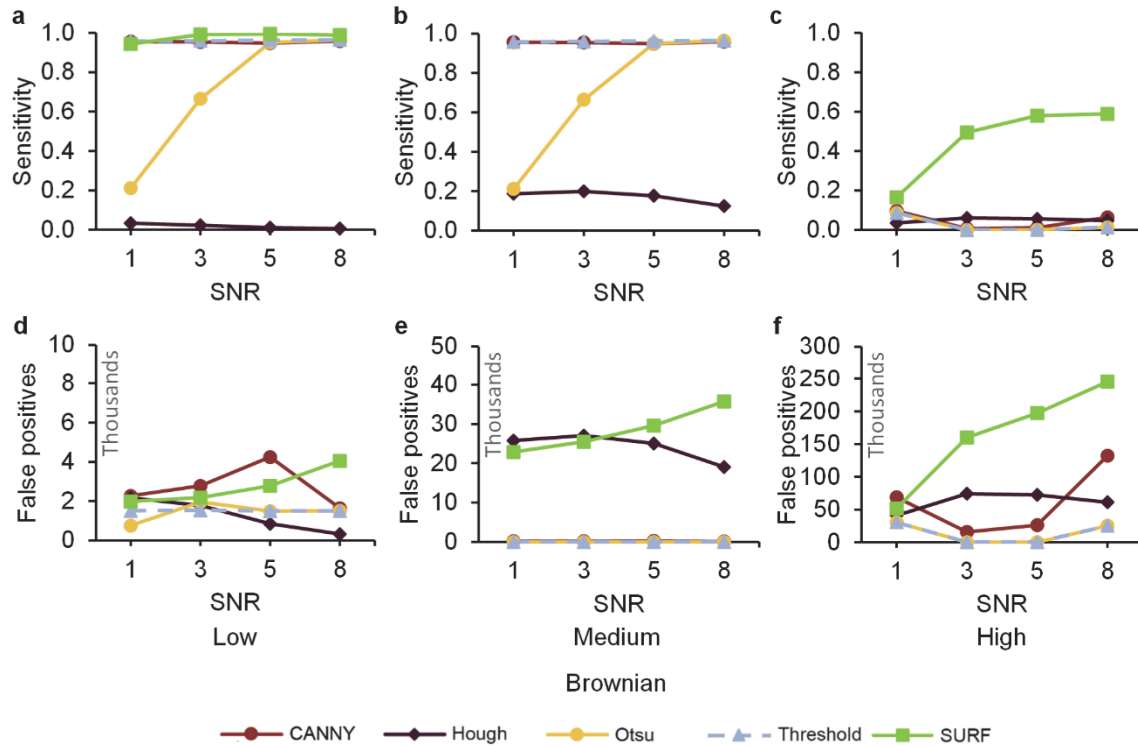 a
b
c
1.0
0.8
0.6
0.4
0.2
0.0
Sensitivity
1 3 5 8
SNR
1.0
0.8
0.6
0.4
0.2
0.0
Sensitivity
1 3 5 8
SNR
1.0
0.8
0.6
0.4
0.2
0.0
Sensitivity
1 3 5 8
SNR
d
e
f
10
8
6
4
2
0
False positives
Thousands
1 3 5 8
SNR
Low
50
40
30
20
10
0
False positives
Thousands
1 3 5 8
SNR
Medium
300
250
200
150
100
50
0
False positives
Thousands
1 3 5 8
SNR
High
Brownian
CANNY Hough Otsu Threshold SURF